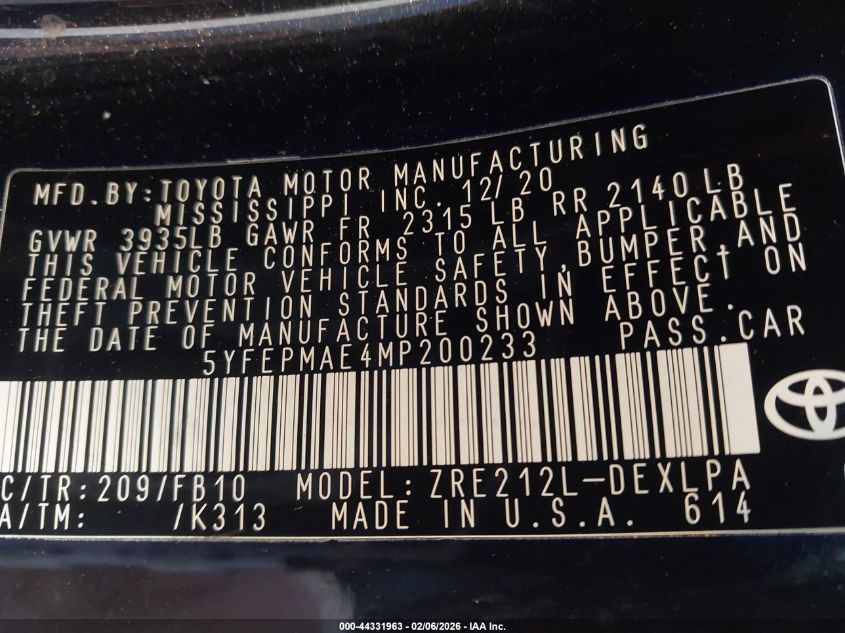 MFD. BY: TOYOTA MOTOR MANUFACTURING
MISSISSIPPI INC. 12/20
GVWR 3935LB GAWR FR 2315 LB RR 2140 LB
THIS VEHICLE CONFORMS TO ALL APPLICABLE
FEDERAL MOTOR VEHICLE SAFETY, BUMPER, AND
THEFT PREVENTION STANDARDS IN EFFECT ON
THE DATE OF MANUFACTURE SHOWN ABOVE.
5YFEPMAE4MP200233 PASS. CAR
C/TR: 209/FB10 MODEL: ZRE212L-DEXLPA
A/TM: /K313 MADE IN U.S.A. 614
000-44331963 - 02/06/2026 - IAA Inc.